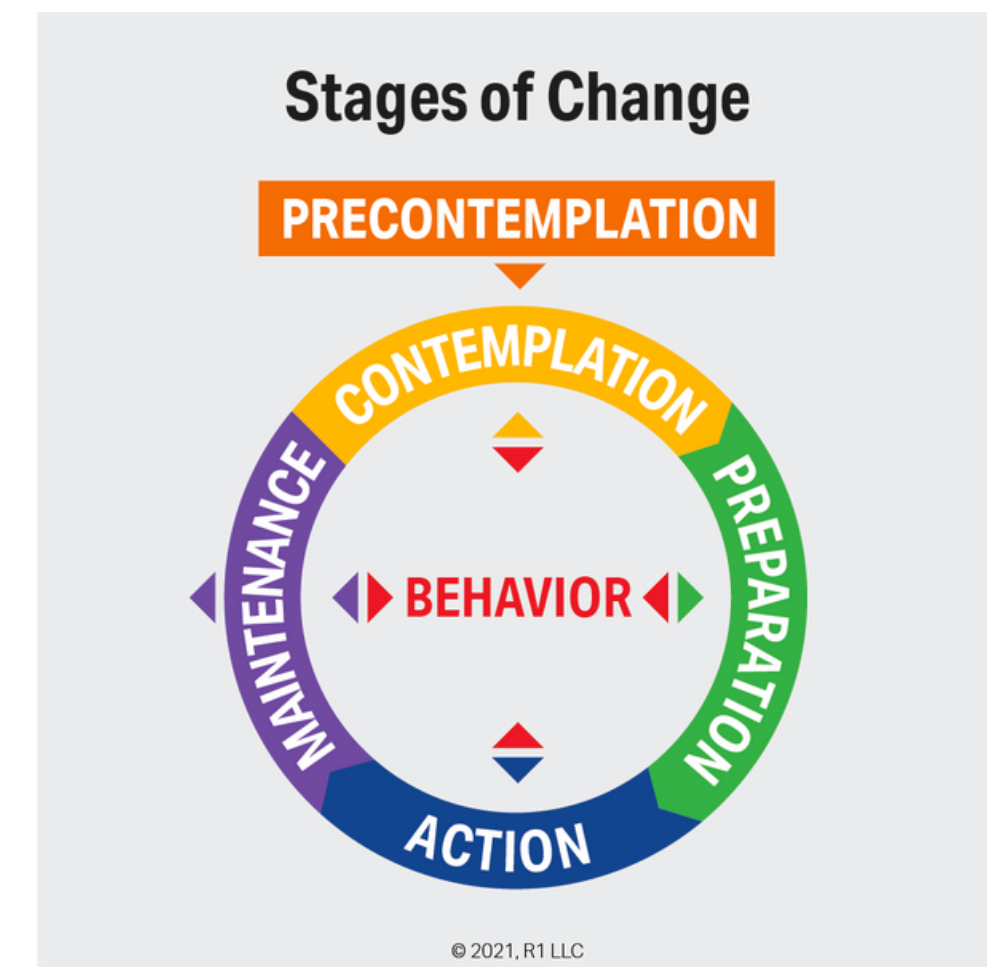 Stages of Change
PRECONTEMPLATION
CONTEMPLATION
PREPARATION
ACTION
MAINTENANCE
BEHAVIOR
© 2021, R1 LLC